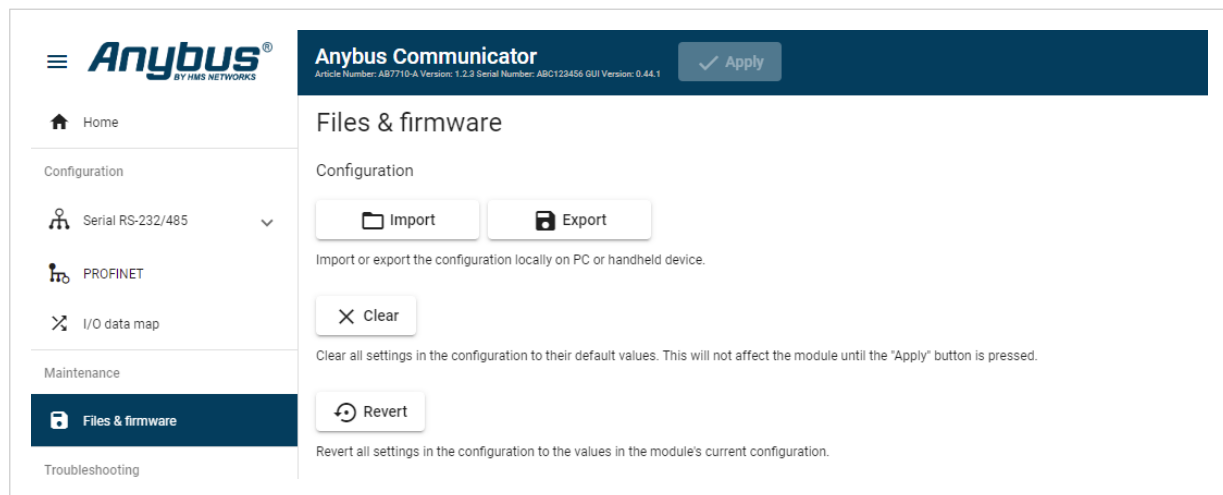 Anybus®
BY HMS NETWORKS
Anybus Communicator
Article Number: AB7710-A Version: 1.2.3 Serial Number: ABC123456 GUI Version: 0.44.1
Apply
Home
Configuration
Serial RS-232/485
PROFINET
I/O data map
Maintenance
Files & firmware
Troubleshooting
Files & firmware
Configuration
Import
Export
Import or export the configuration locally on PC or handheld device.
Clear
Clear all settings in the configuration to their default values. This will not affect the module until the "Apply" button is pressed.
Revert
Revert all settings in the configuration to the values in the module's current configuration.